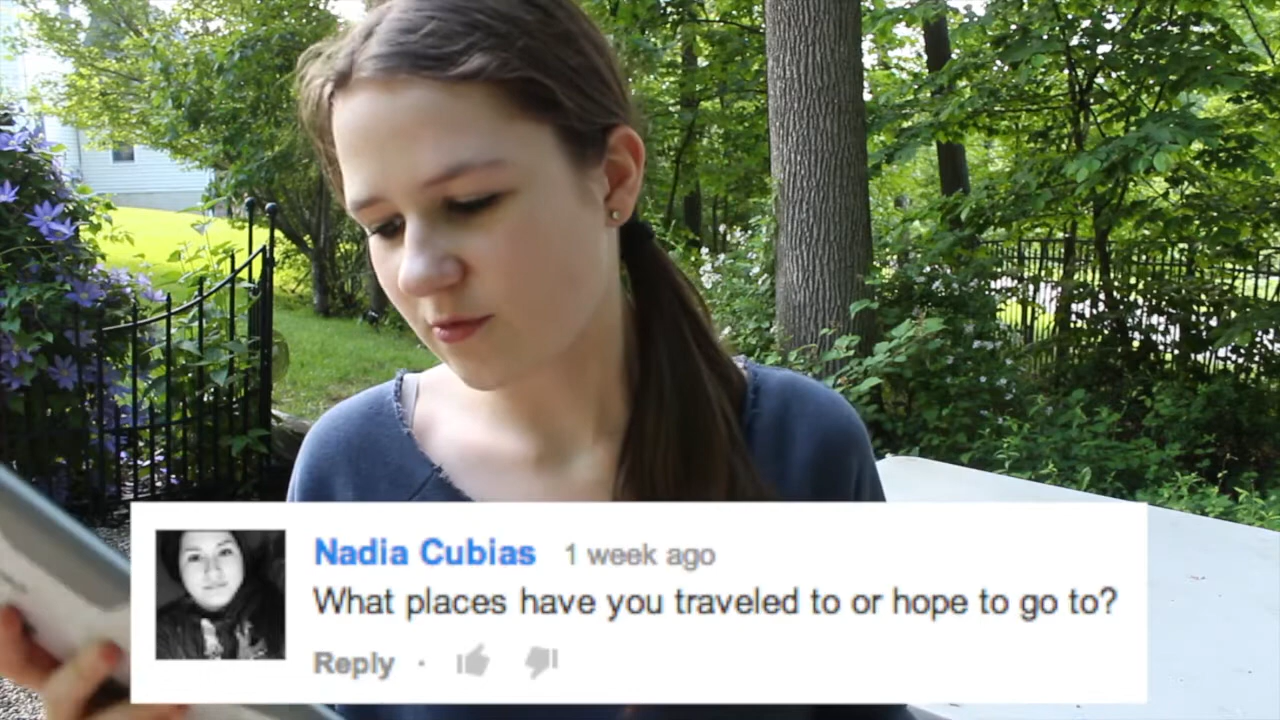 Nadia Cubias 1 week ago
What places have you traveled to or hope to go to?
Reply ·